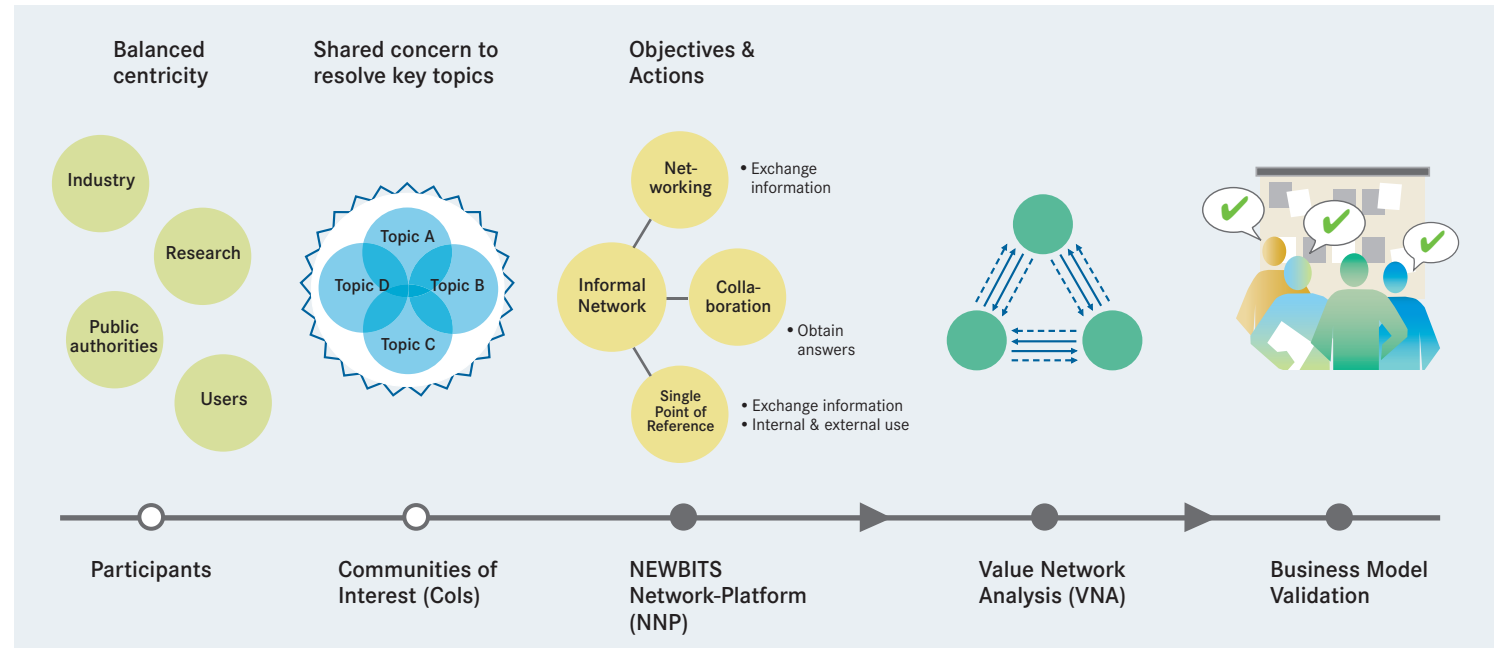 Balanced
centricity
Shared concern to
resolve key topics
Objectives &
Actions
Industry
Research
Public
authorities
Users
Topic A
Topic D
Topic B
Topic C
Informal
Network
Net-
working
• Exchange
information
Colla-
boration
• Obtain
answers
Single
Point of
Reference
• Exchange information
• Internal & external use
Participants
Communities of
Interest (CoIs)
NEWBITS
Network-Platform
(NNP)
Value Network
Analysis (VNA)
Business Model
Validation